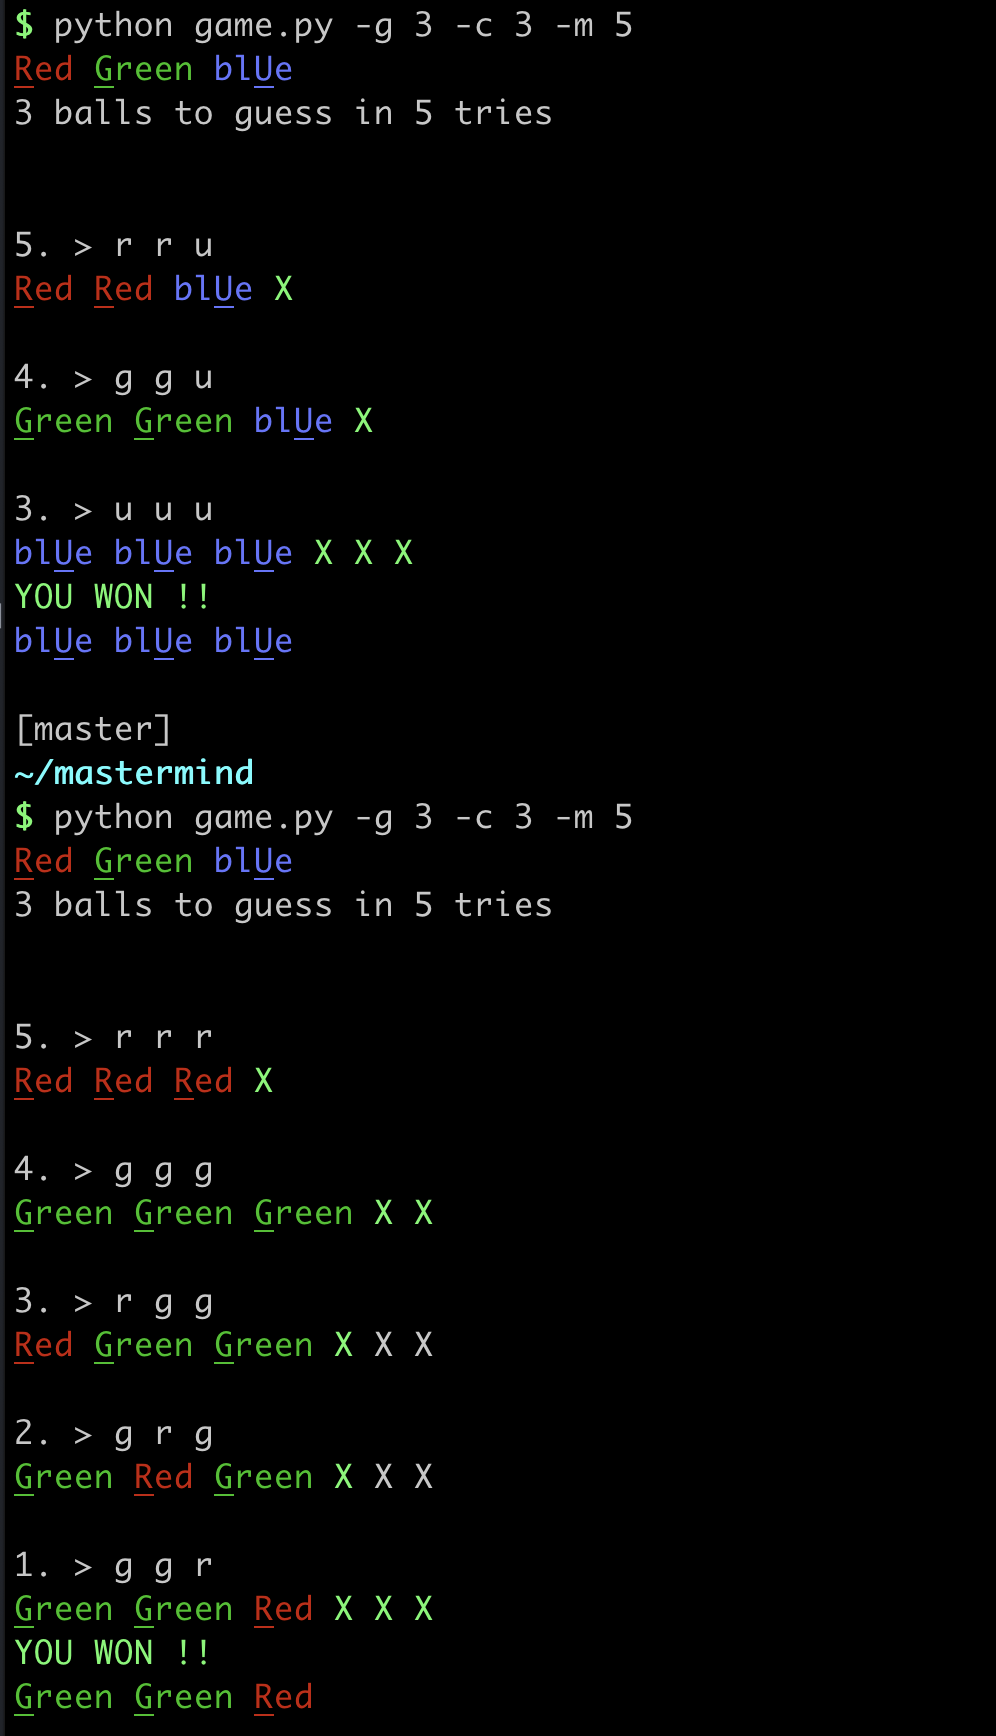 $ python game.py -g 3 -c 3 -m 5
Red Green blUe
3 balls to guess in 5 tries
5. > r r u
Red Red blUe X
4. > g g u
Green Green blUe X
3. > u u u
blUe blUe blUe X X X
YOU WON !!
blUe blUe blUe
[master]
~/mastermind
$ python game.py -g 3 -c 3 -m 5
Red Green blUe
3 balls to guess in 5 tries
5. > r r r
Red Red Red X
4. > g g g
Green Green Green X X
3. > r g g
Red Green Green X X X
2. > g r g
Green Red Green X X X
1. > g g r
Green Green Red X X X
YOU WON !!
Green Green Red